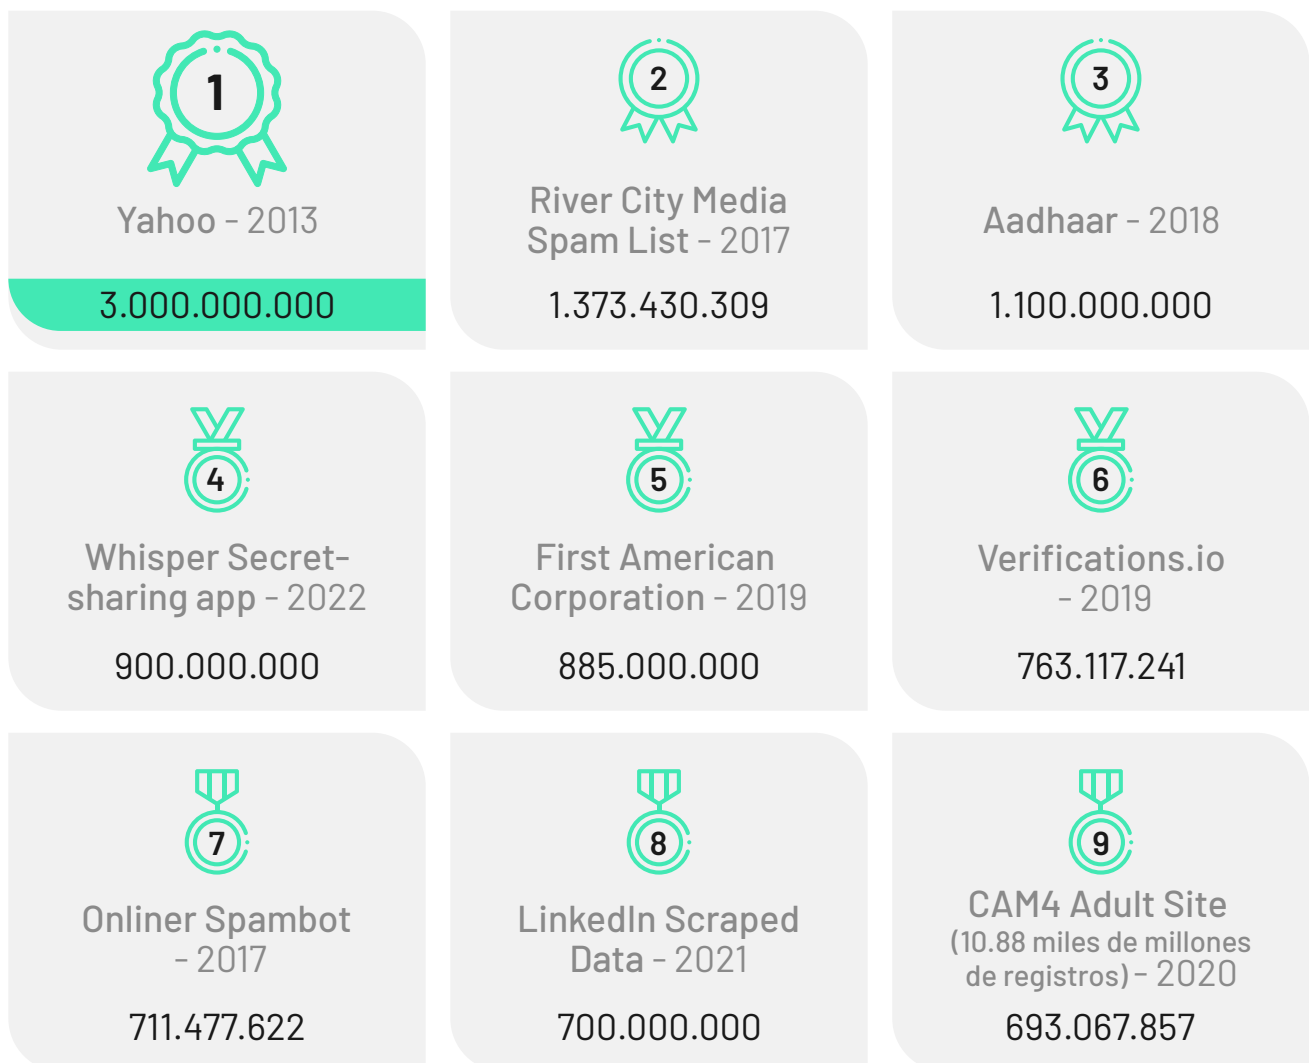 1
Yahoo - 2013
3.000.000.000
2
River City Media
Spam List - 2017
1.373.430.309
3
Aadhaar - 2018
1.100.000.000
4
Whisper Secret-
sharing app - 2022
900.000.000
5
First American
Corporation - 2019
885.000.000
6
Verifications.io
- 2019
763.117.241
7
Onliner Spambot
- 2017
711.477.622
8
LinkedIn Scraped
Data - 2021
700.000.000
9
CAM4 Adult Site
(10.88 miles de millones
de registros) - 2020
693.067.857